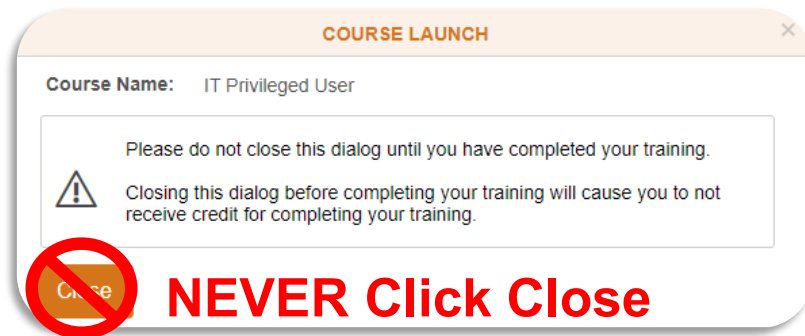 COURSE LAUNCH ×
Course Name: IT Privileged User
Please do not close this dialog until you have completed your training.
Closing this dialog before completing your training will cause you to not
receive credit for completing your training.
Close NEVER Click Close